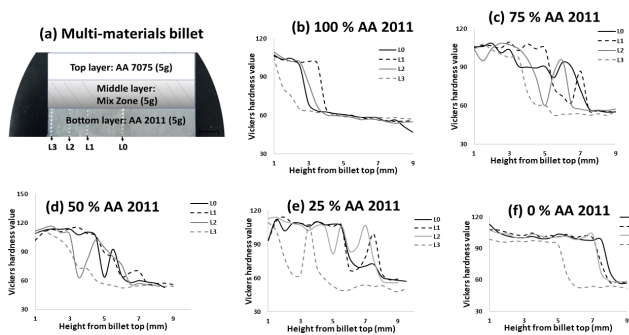 (a) Multi-materials billet
Top layer: AA 7075 (5g)
Middle layer:
Mix Zone
(5g)
Bottom layer: AA 2011 (5g)
L3 L2 L1 L0
(b) 100 % AA 2011
Vickers hardness value
150
120
90
60
30
1 3 5 7 9
Height from billet top (mm)
L0
L1
L2
L3
(c) 75 % AA 2011
Vickers hardness value
120
90
60
30
1 3 5 7 9
Height from billet top (mm)
L0
L1
L2
L3
(d) 50 % AA 2011
Vickers hardness value
150
120
90
60
30
1 3 5 7 9
Height from billet top (mm)
L0
L1
L2
L3
(e) 25 % AA 2011
Vickers hardness value
120
90
60
30
1 3 5 7 9
Height from billet top (mm)
L0
L1
L2
L3
(f) 0 % AA 2011
Vickers hardness value
120
90
60
30
1 3 5 7 9
Height from billet top (mm)